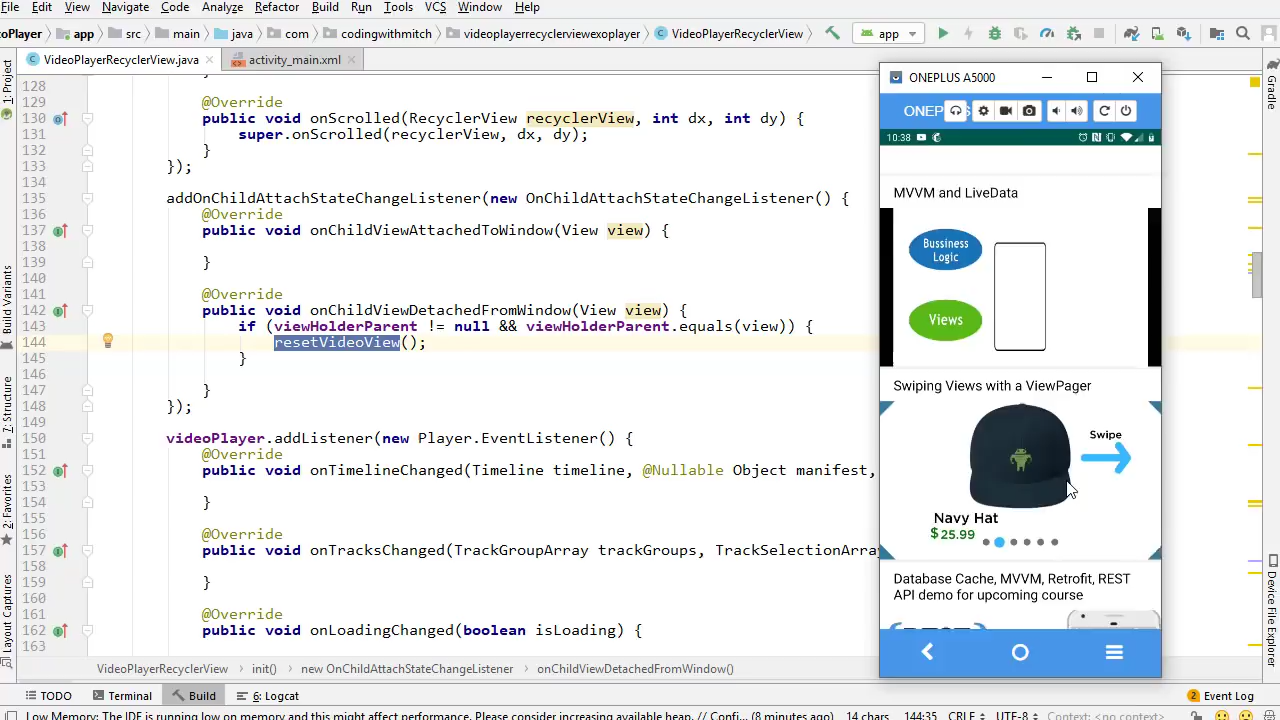 File Edit View Navigate Code Analyze Refactor Build Run Tools VCS Window Help
oPlayer app src main java com codingwithmitch videoplayerrecyclerviewexoplayer VideoPlayerRecyclerView app
VideoPlayerRecyclerView.java activity_main.xml
128 }
129 @Override
130 public void onScrolled(RecyclerView recyclerView, int dx, int dy) {
131 super.onScrolled(recyclerView, dx, dy);
132 }
133 });
134
135 addOnChildAttachStateChangeListener(new OnChildAttachStateChangeListener() {
136 @Override
137 public void onChildViewAttachedToWindow(View view) {
138
139 }
140
141 @Override
142 public void onChildViewDetachedFromWindow(View view) {
143 if (viewHolderParent != null && viewHolderParent.equals(view)) {
144 resetVideoView();
145 }
146
147 }
148 });
149
150 videoPlayer.addListener(new Player.EventListener() {
151 @Override
152 public void onTimelineChanged(Timeline timeline, @Nullable Object manifest,
153
154 }
155
156 @Override
157 public void onTracksChanged(TrackGroupArray trackGroups, TrackSelectionArray
158
159 }
160
161 @Override
162 public void onLoadingChanged(boolean isLoading) {
163
VideoPlayerRecyclerView init() new OnChildAttachStateChangeListener onChildViewDetachedFromWindow()
TODO Terminal Build 6: Logcat 2 Event Log
Low Memory: The IDE is running low on memory and this might affect performance. Please consider increasing available heap. // Confi... (8 minutes ago) 14 chars 144:35 CRLF UTF-8 Context: <no context>
1: Project
Build Variants
7: Structure
2: Favorites
Layout Captures
Gradle
Device File Explorer
ONEPLUS A5000
ONEP
10:38
MVVM and LiveData
Bussiness
Logic
Views
Swiping Views with a ViewPager
Swipe
Navy Hat
$25.99
Database Cache, MVVM, Retrofit, REST
API demo for upcoming course